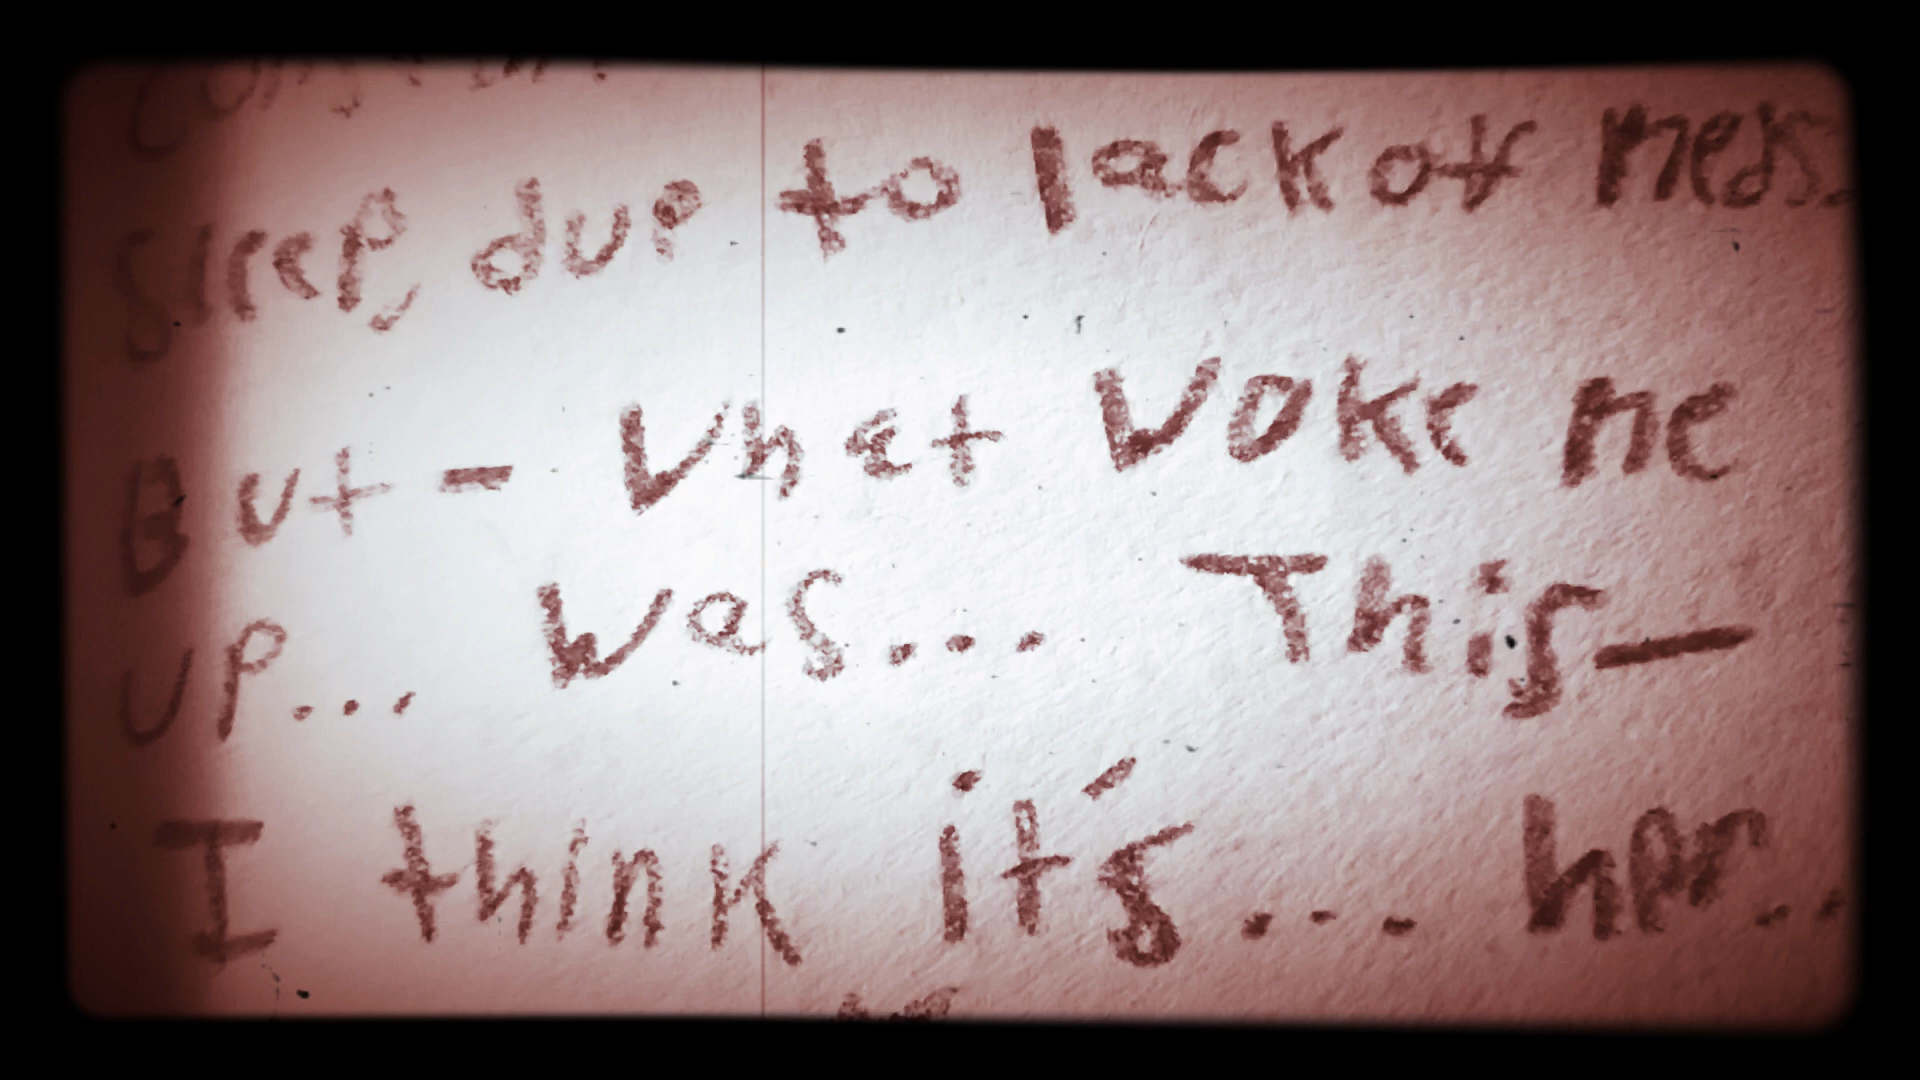 sleep, due to lack of meds.
But - what woke me
up... was... This—
I think it's... her..